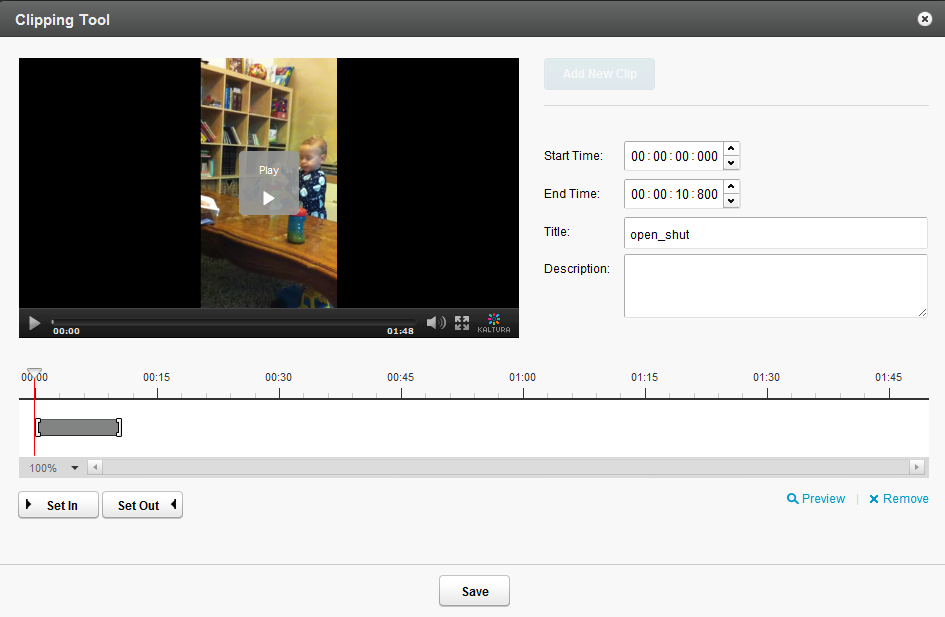 Clipping Tool
Play
00:00
01:48
KALTURA
Add New Clip
Start Time: 00 : 00 : 00 : 000
End Time: 00 : 00 : 10 : 800
Title: open_shut
Description:
00:00 00:15 00:30 00:45 01:00 01:15 01:30 01:45
100%
Set In Set Out Preview | Remove
Save